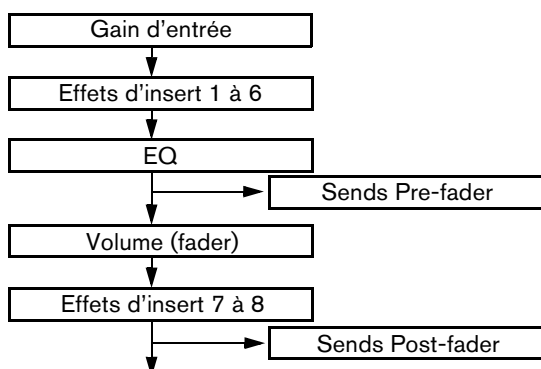 Gain d'entrée
Effets d'insert 1 à 6
EQ
Sends Pre-fader
Volume (fader)
Effets d'insert 7 à 8
Sends Post-fader